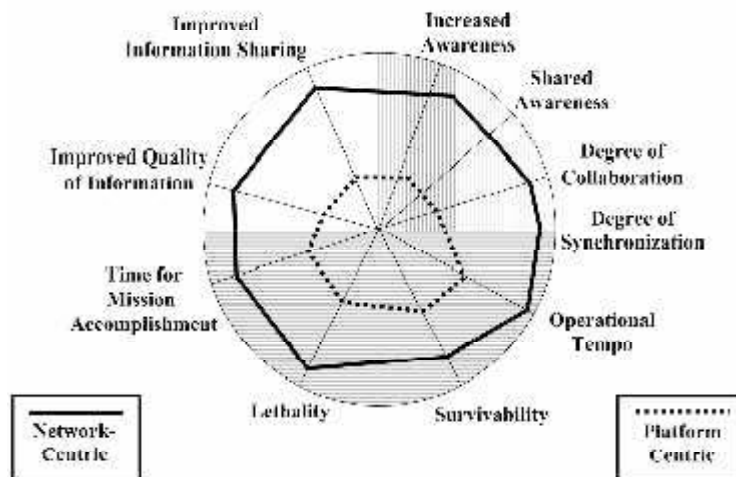 Improved
Information Sharing
Increased
Awareness
Shared
Awareness
Degree of
Collaboration
Degree of
Synchronization
Operational
Tempo
Survivability
Lethality
Time for
Mission
Accomplishment
Improved Quality
of Information
Network-
Centric
Platform
Centric